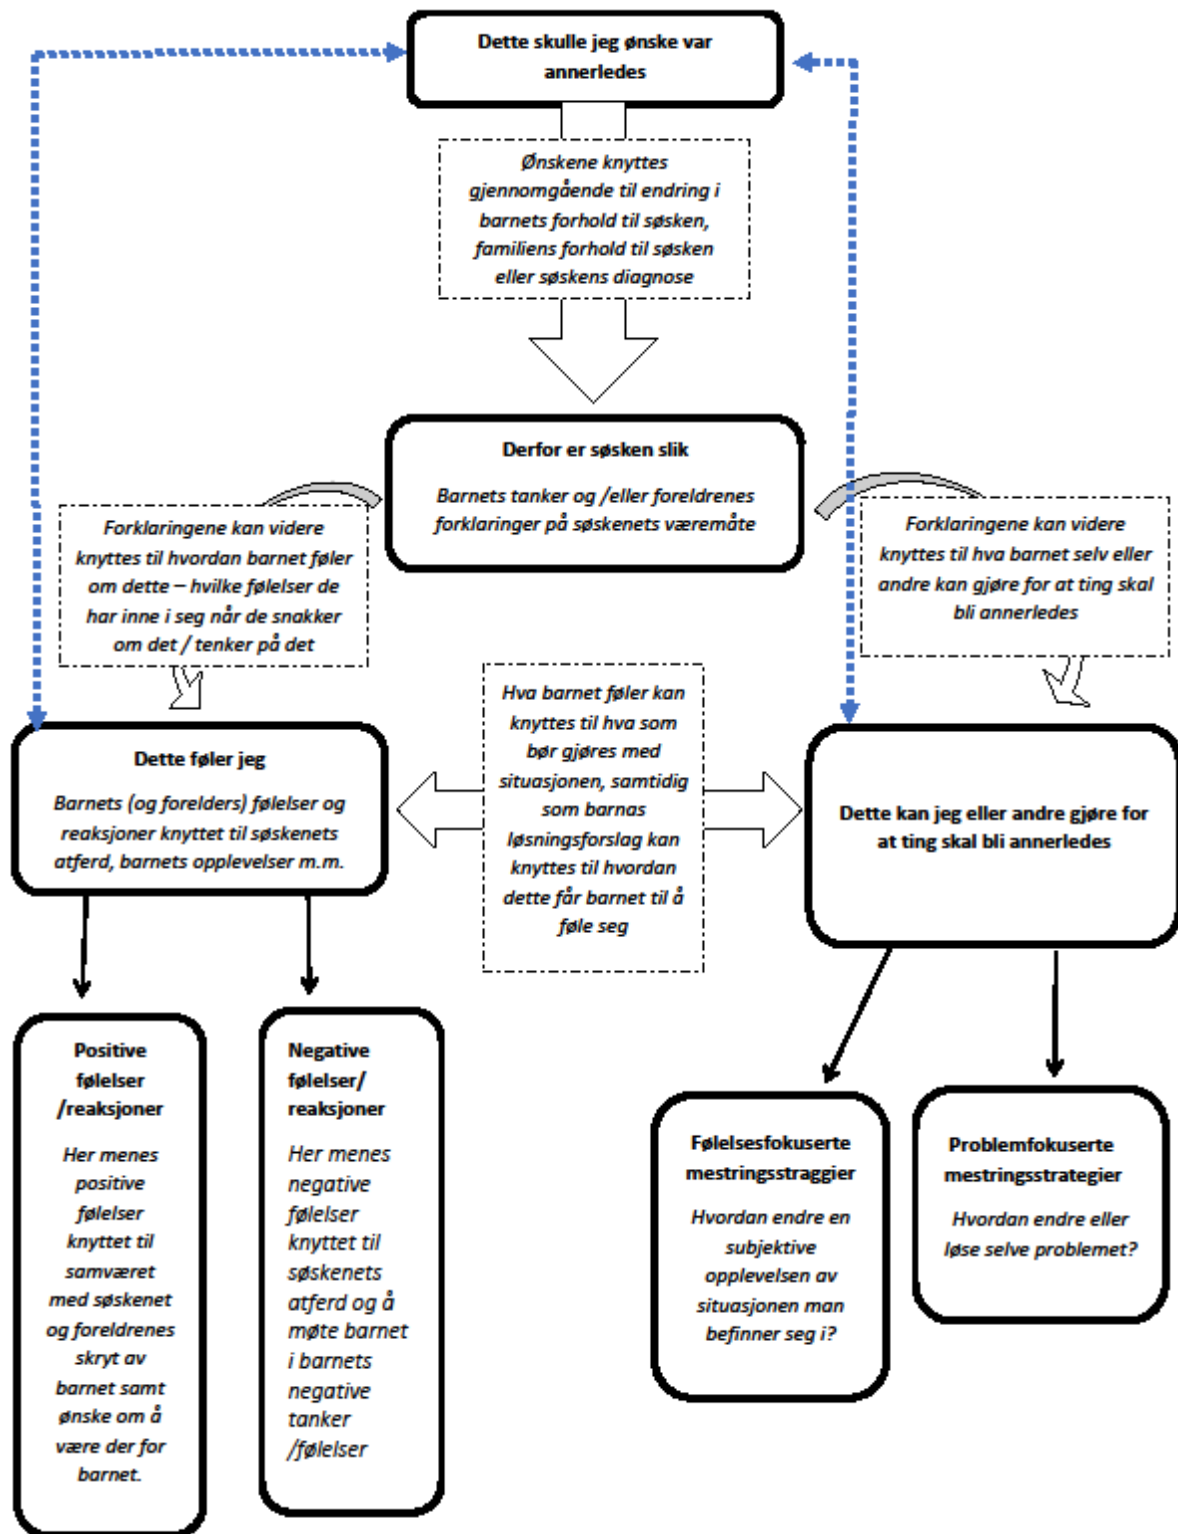 Dette skulle jeg ønske var
annerledes
Ønskene knyttes
gjennomgående til endring i
barnets forhold til søsken,
familiens forhold til søsken
eller søskens diagnose
Derfor er søsken slik
Barnets tanker og /eller foreldrenes
forklaringer på søskenets væremåte
Forklaringene kan videre
knyttes til hvordan barnet føler
om dette – hvilke følelser de
har inne i seg når de snakker
om det / tenker på det
Forklaringene kan videre
knyttes til hva barnet selv eller
andre kan gjøre for at ting skal
bli annerledes
Hva barnet føler kan
knyttes til hva som
bør gjøres med
situasjonen, samtidig
som barnas
løsningsforslag kan
knyttes til hvordan
dette får barnet til å
føle seg
Dette føler jeg
Barnets (og forelders) følelser og
reaksjoner knyttet til søskenets
atferd, barnets opplevelser m.m.
Dette kan jeg eller andre gjøre for
at ting skal bli annerledes
Positive
følelser
/reaksjoner
Her menes
positive
følelser
knyttet til
samværet
med søskenet
og foreldrenes
skryt av
barnet samt
ønske om å
være der for
barnet.
Negative
følelser/
reaksjoner
Her menes
negative
følelser
knyttet til
søskenets
atferd og å
møte barnet
i barnets
negative
tanker
/følelser
Følelsesfokuserte
mestringsstraggier
Hvordan endre en
subjektive
opplevelsen av
situasjonen man
befinner seg i?
Problemfokuserte
mestringsstrategier
Hvordan endre eller
løse selve problemet?